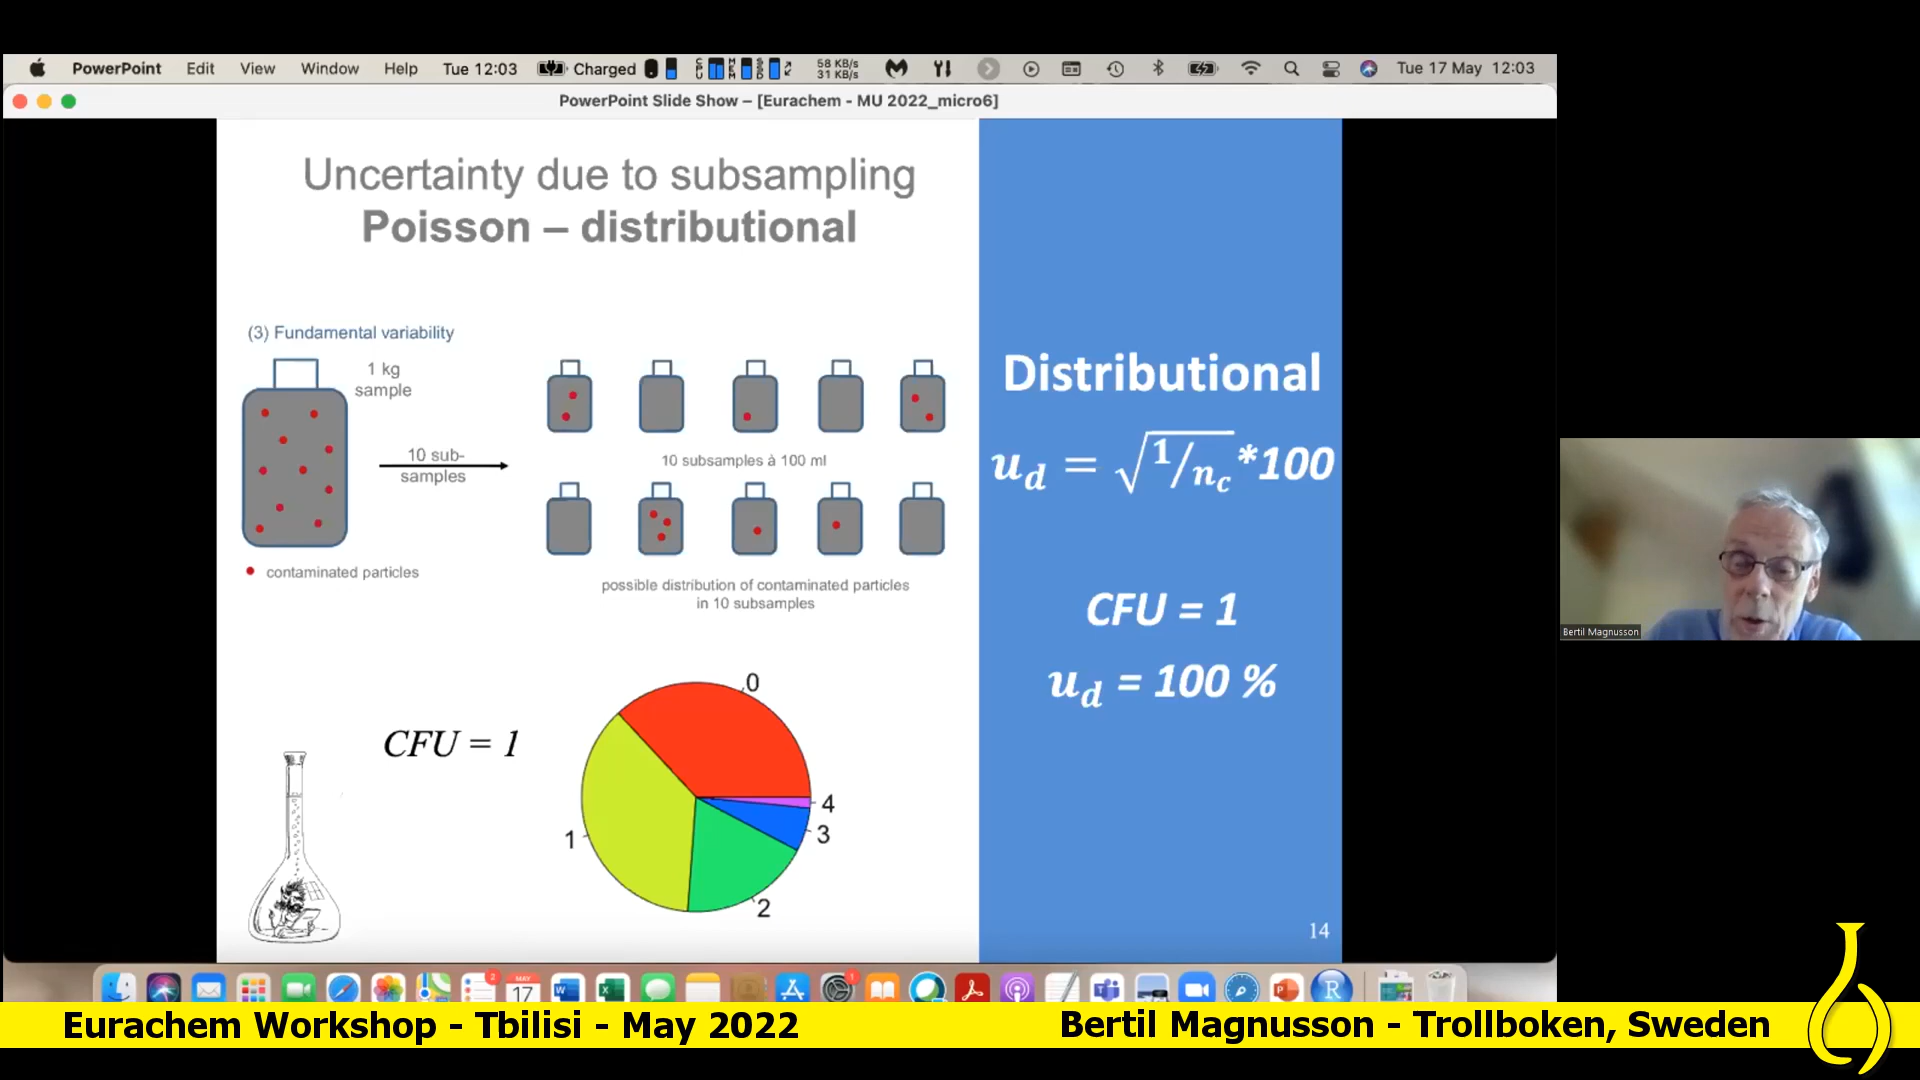 PowerPoint Edit View Window Help Tue 12:03 Charged 58 KB/s 31 KB/s Tue 17 May 12:03
PowerPoint Slide Show – [Eurachem - MU 2022_micro6]
Uncertainty due to subsampling
Poisson – distributional
(3) Fundamental variability
1 kg
sample
10 sub-
samples
10 subsamples à 100 ml
contaminated particles
possible distribution of contaminated particles
in 10 subsamples
CFU = 1
0
1
2
3
4
Distributional
u_d = √1/n_c *100
CFU = 1
u_d = 100 %
14
Bertil Magnusson
2
MAY
17
1
Eurachem Workshop - Tbilisi - May 2022
Bertil Magnusson - Trollboken, Sweden